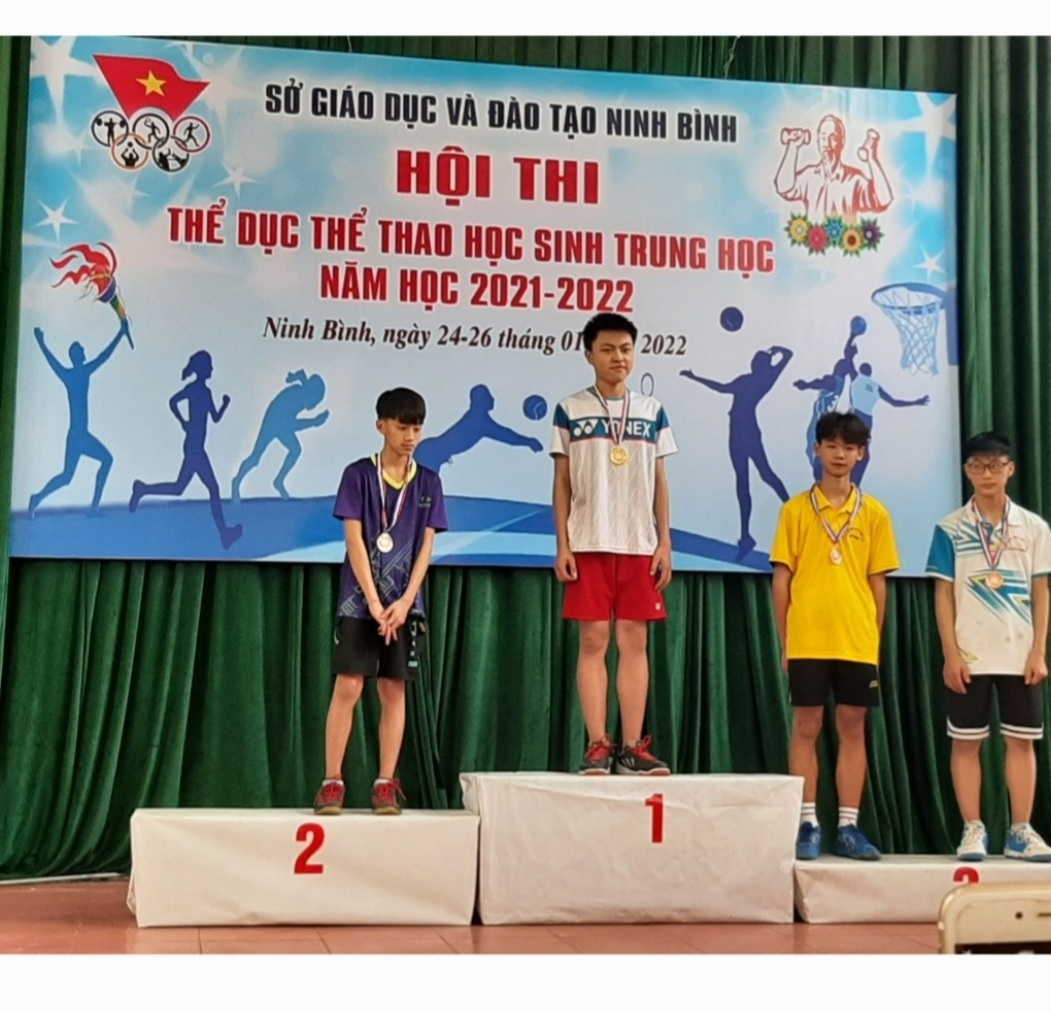 SỞ GIÁO DỤC VÀ ĐÀO TẠO NINH BÌNH
HỘI THI
THỂ DỤC THỂ THAO HỌC SINH TRUNG HỌC
NĂM HỌC 2021-2022
Ninh Bình, ngày 24-26 tháng 01 2022
YONEX
2
1